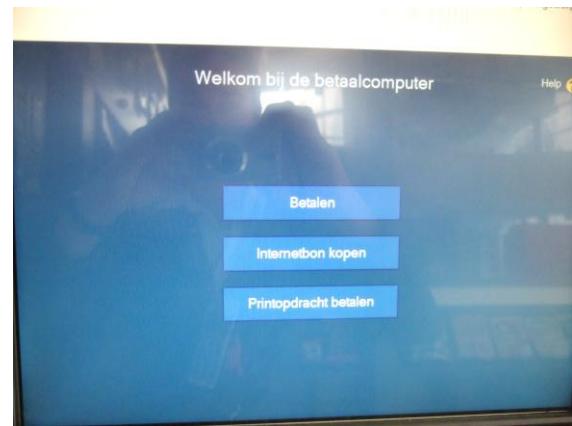 Welkom bij de betaalcomputer
Help
Betalen
Internetbon kopen
Printopdracht betalen